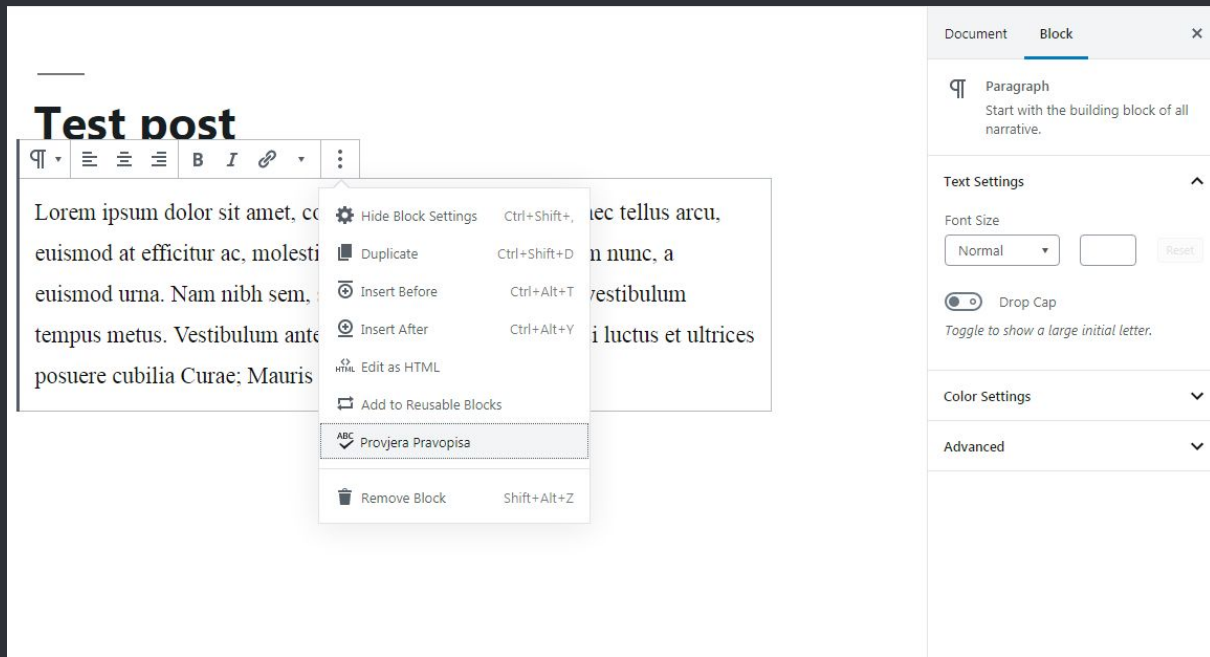 Test post
Lorem ipsum dolor sit amet, nec tellus arcu,
euismod at efficitur ac, nunc, a
euismod urna. Nam nibh sem, vestibulum
tempus metus. Vestibulum luctus et ultrices
posuere cubilia Curae; Mauris
Hide Block Settings Ctrl+Shift+,
Duplicate Ctrl+Shift+D
Insert Before Ctrl+Alt+T
Insert After Ctrl+Alt+Y
HTML Edit as HTML
Add to Reusable Blocks
ABC Provjera Pravopisa
Remove Block Shift+Alt+Z
Document Block
Paragraph
Start with the building block of all
narrative.
Text Settings
Font Size
Normal Reset
Drop Cap
Toggle to show a large initial letter.
Color Settings
Advanced